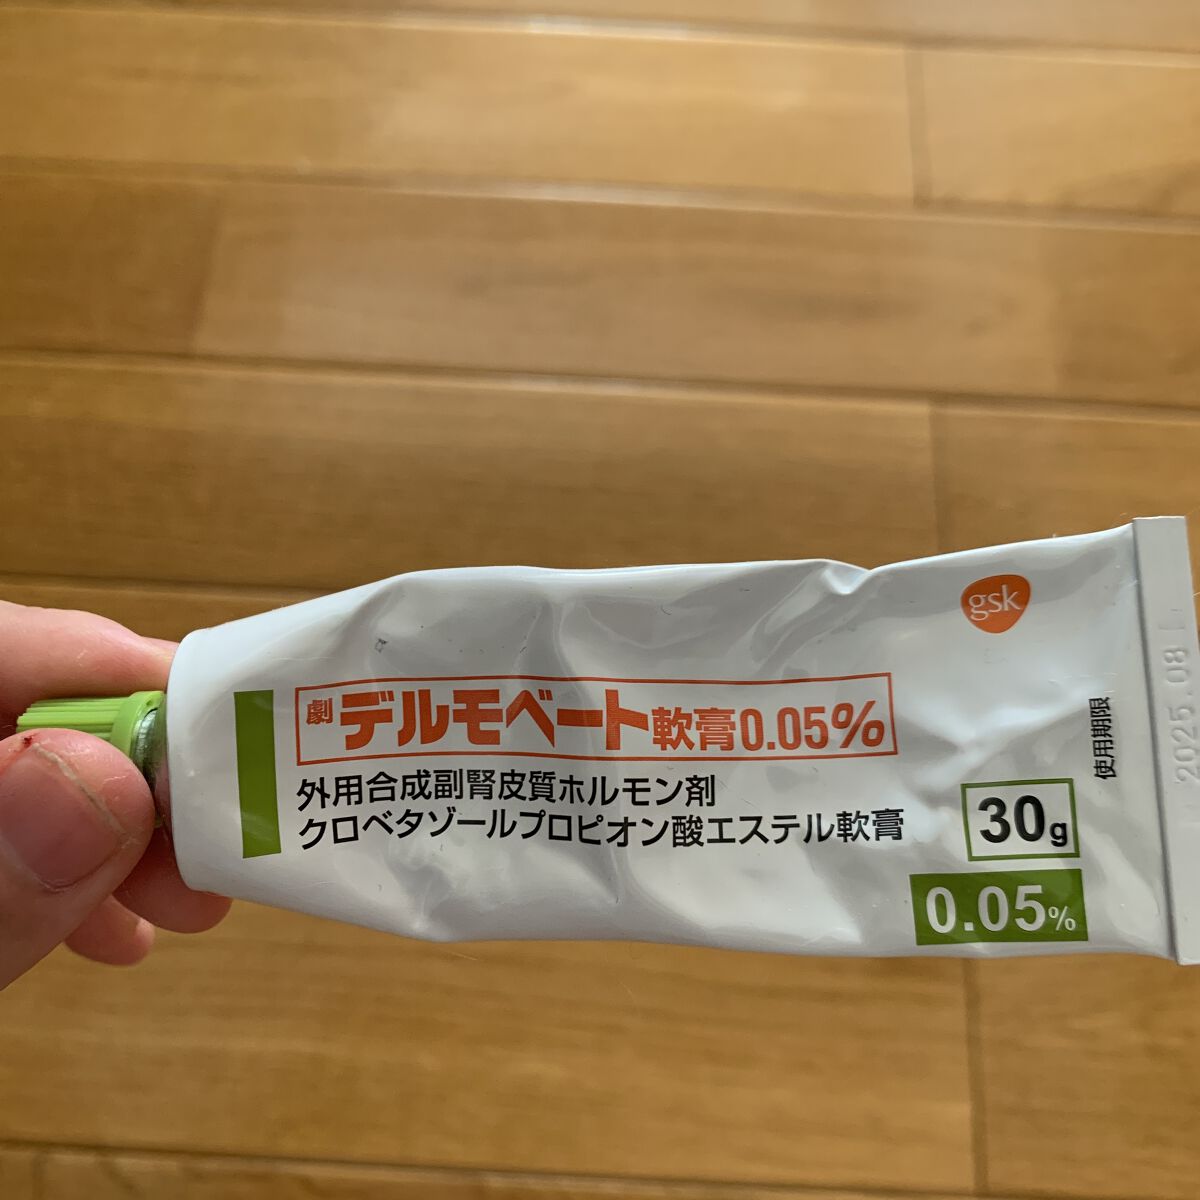 gsk
劇 デルモベート軟膏0.05%
外用合成副腎皮質ホルモン剤
クロベタゾールプロピオン酸エステル軟膏
30g
0.05%
使用期限
2025.08